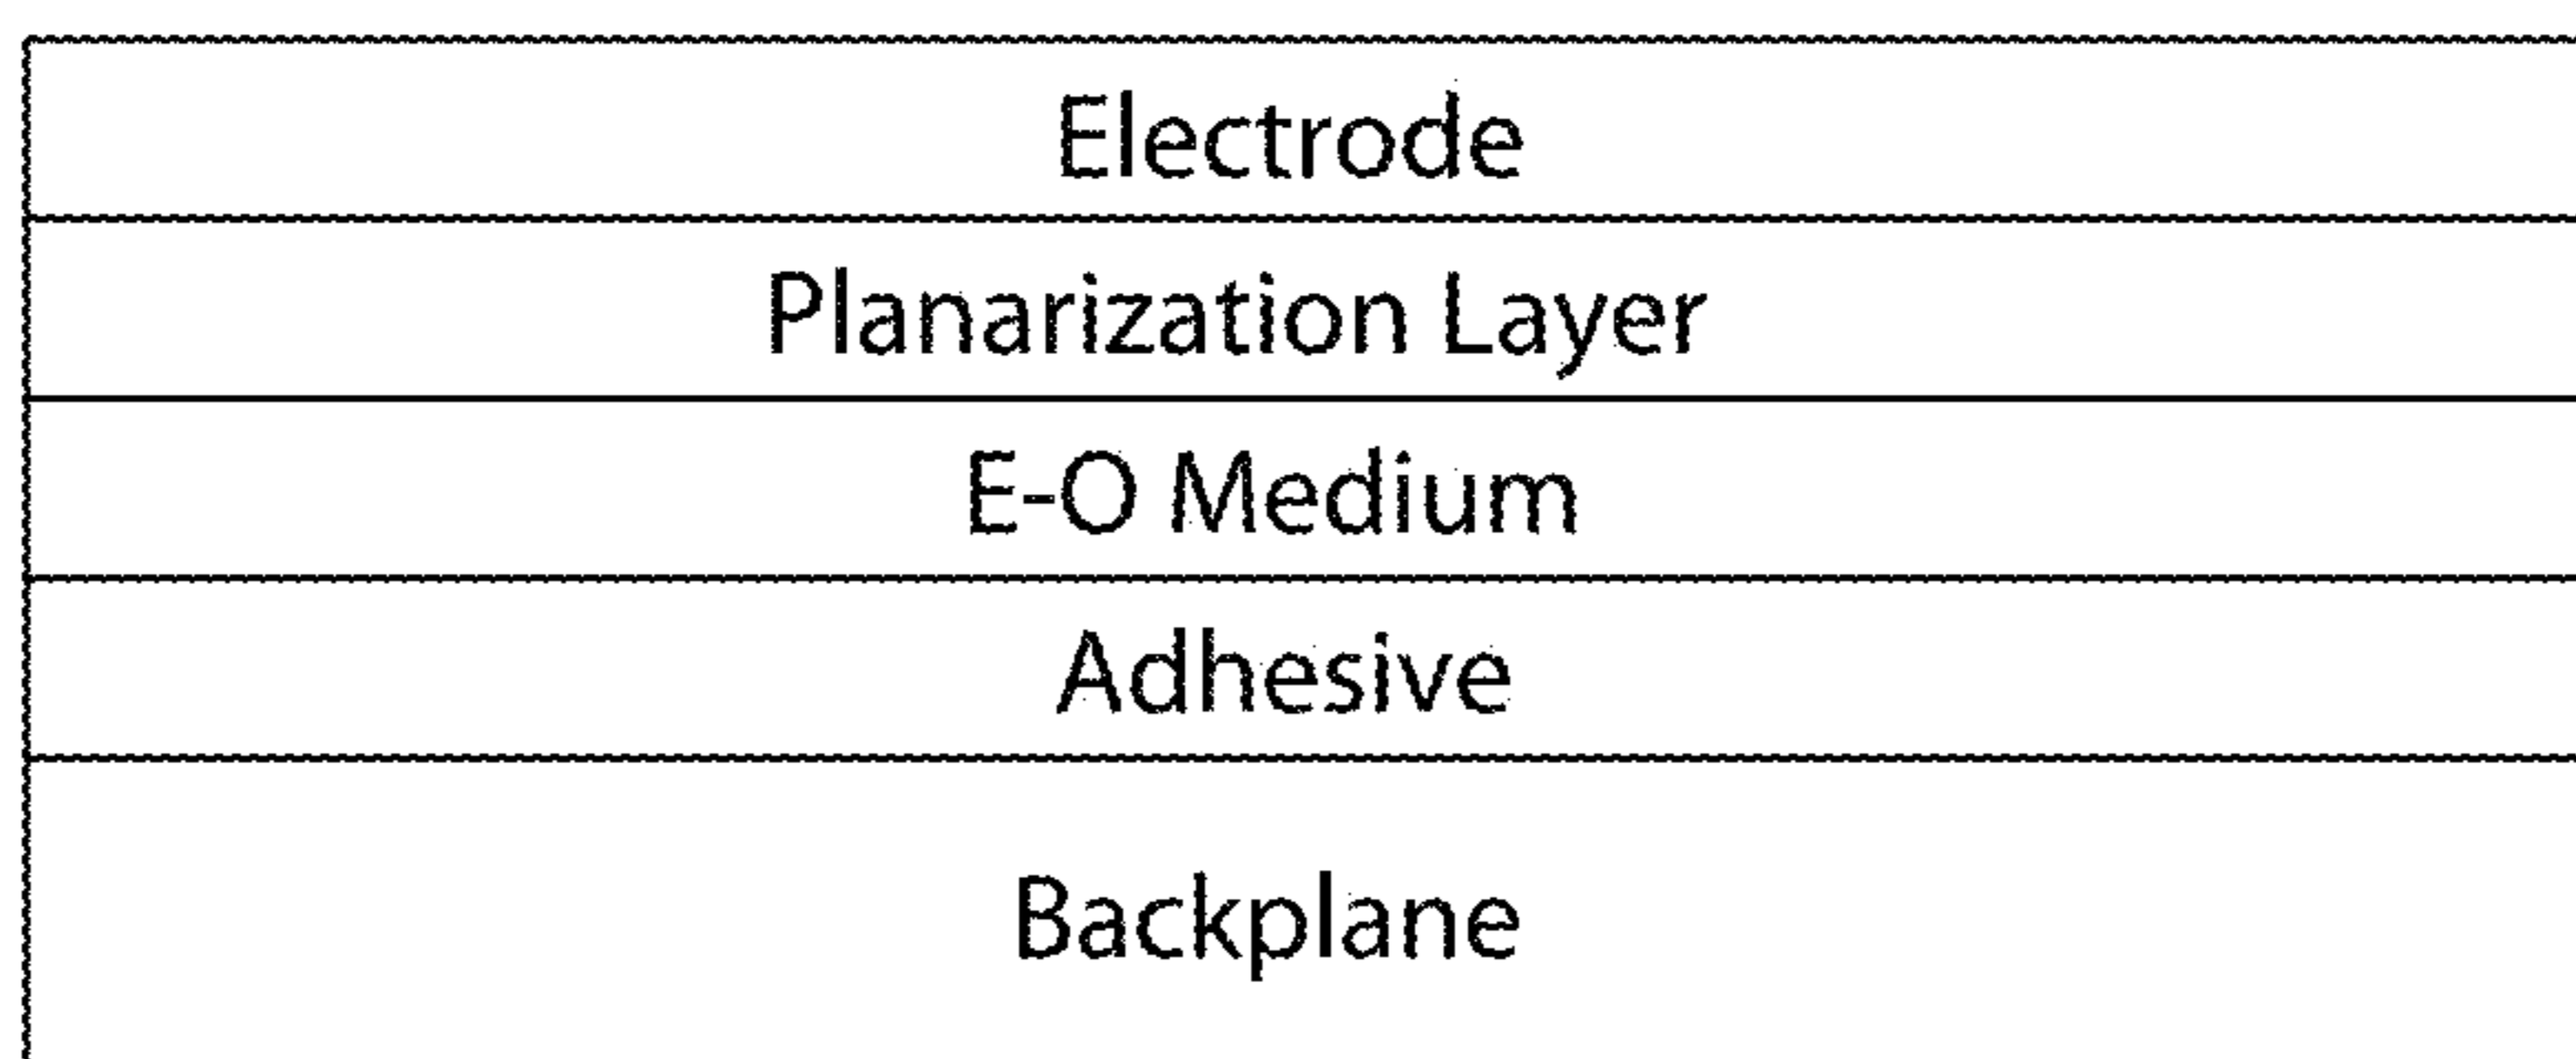 Electrode
Planarization Layer
E-O Medium
Adhesive
Backplane